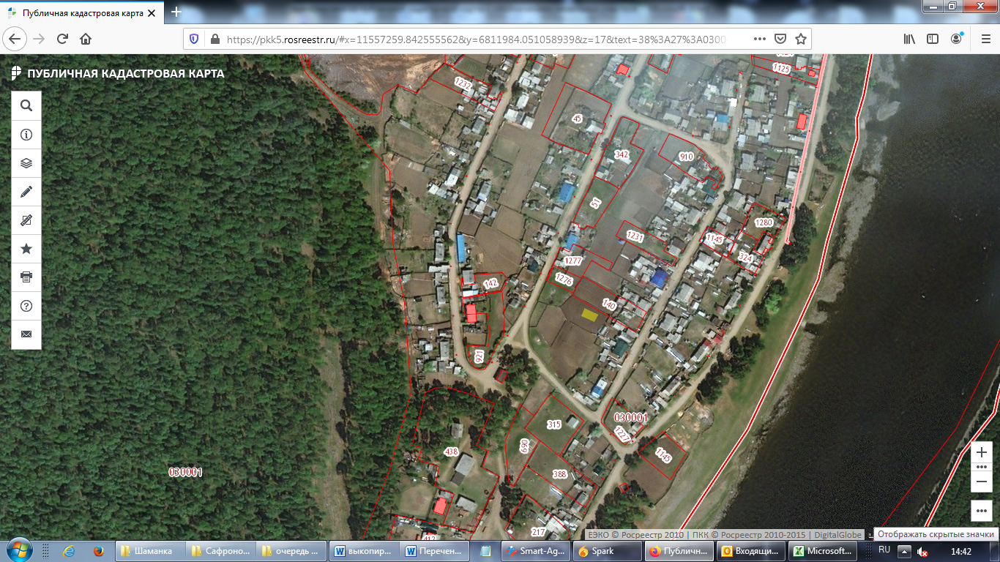 Публичная кадастровая карта
https://pkk5.rosreestr.ru/#x=11557259.842555562&y=6811984.051058939&z=17&text=38%3A27%3A0300
ПУБЛИЧНАЯ КАДАСТРОВАЯ КАРТА
1125
1232
45
342
910
51
1280
1231
1145
324
1277
1276
142
140
921
030001
315
1227
690
438
1145
388
030001
217
ЕЭКО © Росреестр 2010 | ПКК © Росреестр 2010-2015 | DigitalGlobe
Отображать скрытые значки
Шаманка
Сафроно...
очередь ...
выкопир...
Перечен...
Smart-Ag...
Spark
Публичн...
Входящи...
Microsoft...
RU
14:42